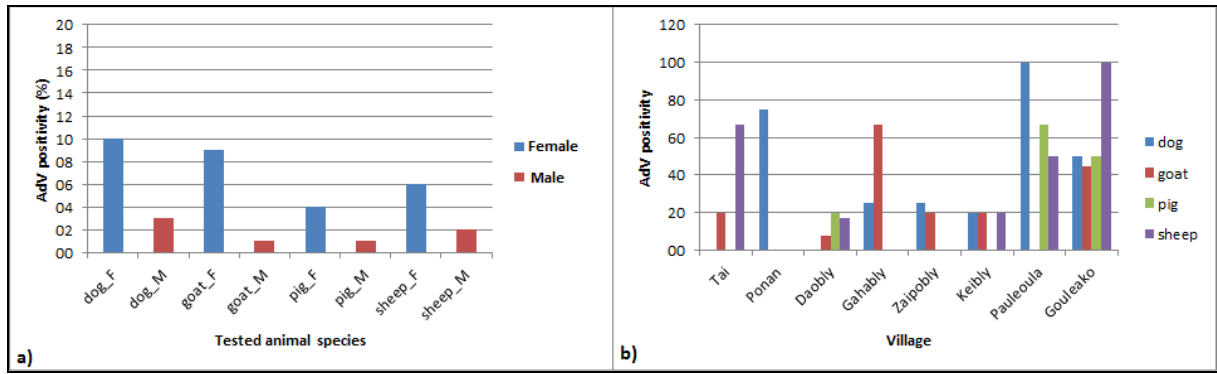 20
18
16
14
12
10
08
06
04
02
00
AdV positivity (%)
dog_F
dog_M
goat_F
goat_M
pig_F
pig_M
sheep_F
sheep_M
Tested animal species
Female
Male
a)
120
100
80
60
40
20
00
AdV positivity
Tai
Ponan
Daobly
Gahably
Zaipobly
Keibly
Pauleoula
Gouleako
Village
dog
goat
pig
sheep
b)